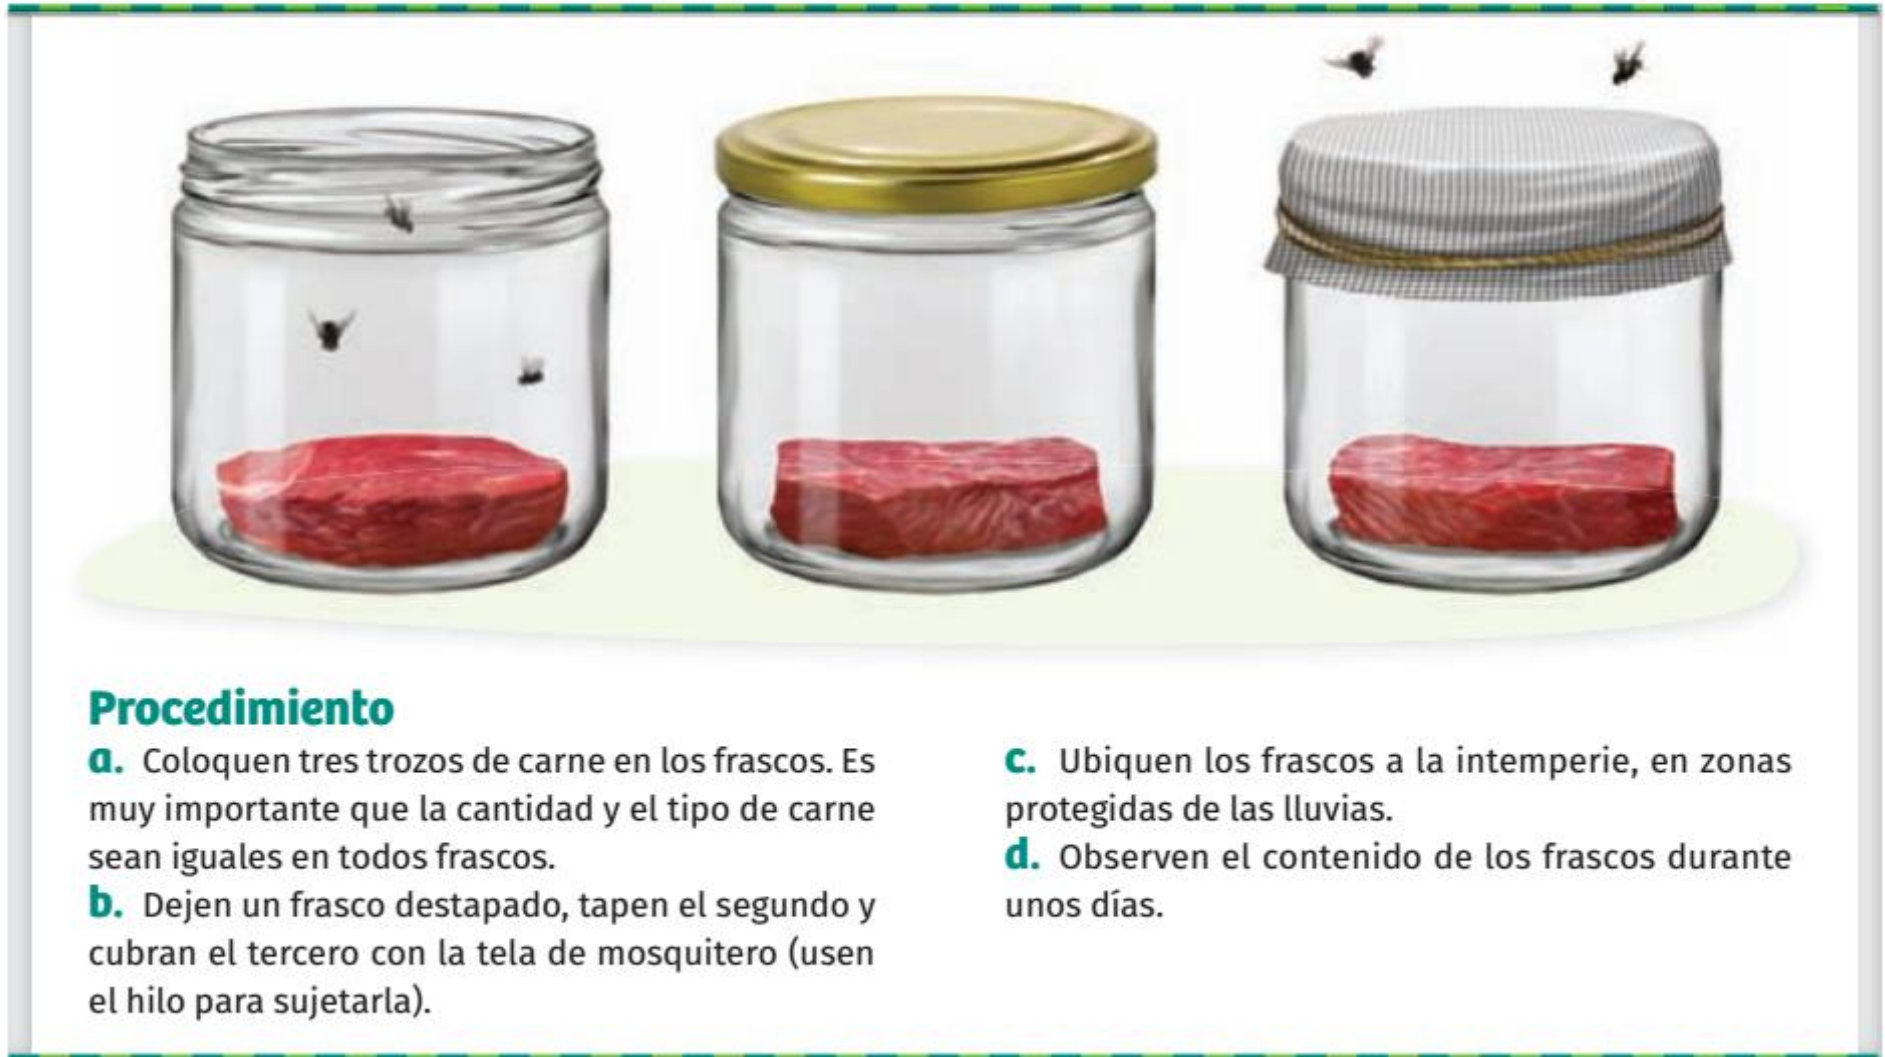 Procedimiento
a. Coloquen tres trozos de carne en los frascos. Es
muy importante que la cantidad y el tipo de carne
sean iguales en todos frascos.
b. Dejen un frasco destapado, tapen el segundo y
cubran el tercero con la tela de mosquitero (usen
el hilo para sujetarla).
c. Ubiquen los frascos a la intemperie, en zonas
protegidas de las lluvias.
d. Observen el contenido de los frascos durante
unos días.